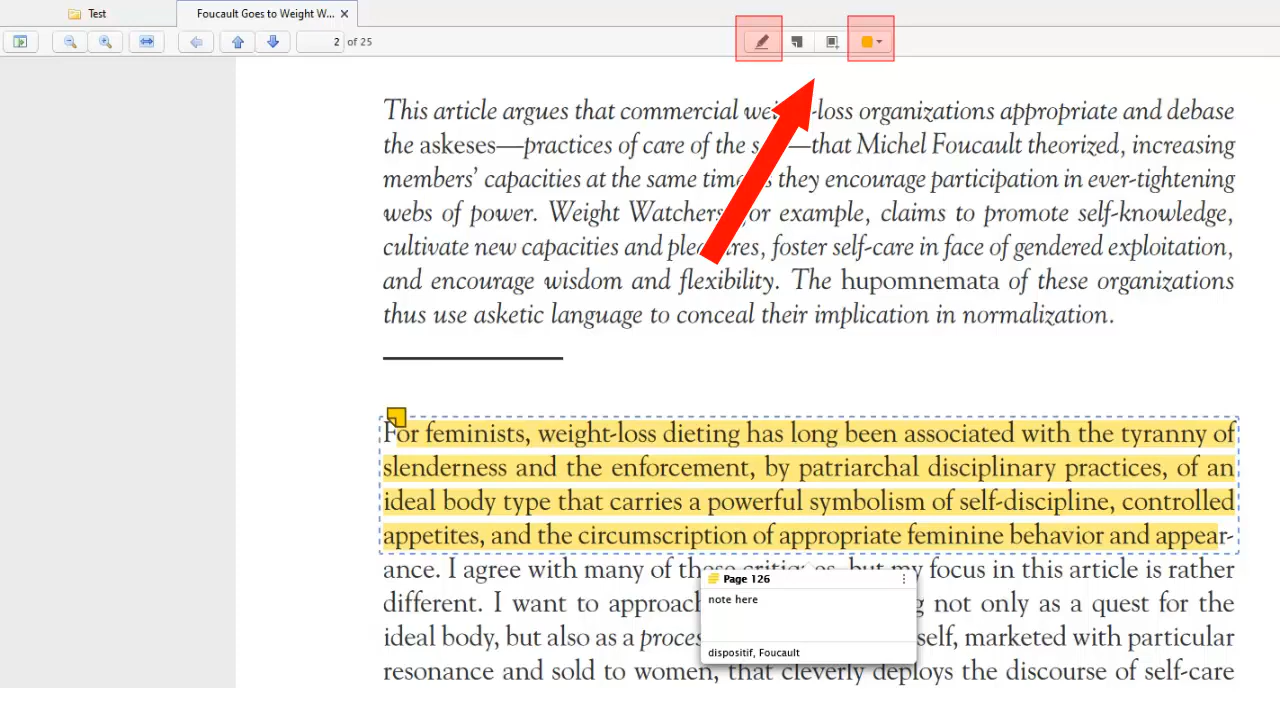 Test
Foucault Goes to Weight W...
2 of 25
This article argues that commercial -loss organizations appropriate and debase
the askeses—practices of care of the —that Michel Foucault theorized, increasing
members’ capacities at the same they encourage participation in ever-tightening
webs of power. Weight Watchers, for example, claims to promote self-knowledge,
cultivate new capacities and pleasures, foster self-care in face of gendered exploitation,
and encourage wisdom and flexibility. The hupomnemata of these organizations
thus use asketic language to conceal their implication in normalization.
For feminists, weight-loss dieting has long been associated with the tyranny of
slenderness and the enforcement, by patriarchal disciplinary practices, of an
ideal body type that carries a powerful symbolism of self-discipline, controlled
appetites, and the circumscription of appropriate feminine behavior and appear-
ance. I agree with many of these critiques, but my focus in this article is rather
different. I want to not only as a quest for the
ideal body, but also as a marketed with particular
resonance and sold to women, that cleverly deploys the discourse of self-care
Page 126
note here
dispositif, Foucault